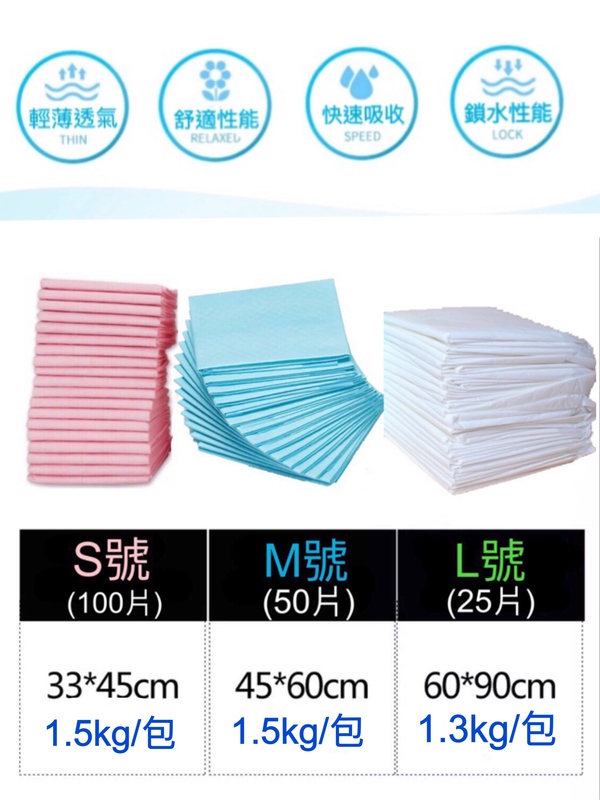 輕薄透氣
THIN
舒適性能
RELAXED
快速吸收
SPEED
鎖水性能
LOCK
S號
(100片)
M號
(50片)
L號
(25片)
33*45cm
1.5kg/包
45*60cm
1.5kg/包
60*90cm
1.3kg/包